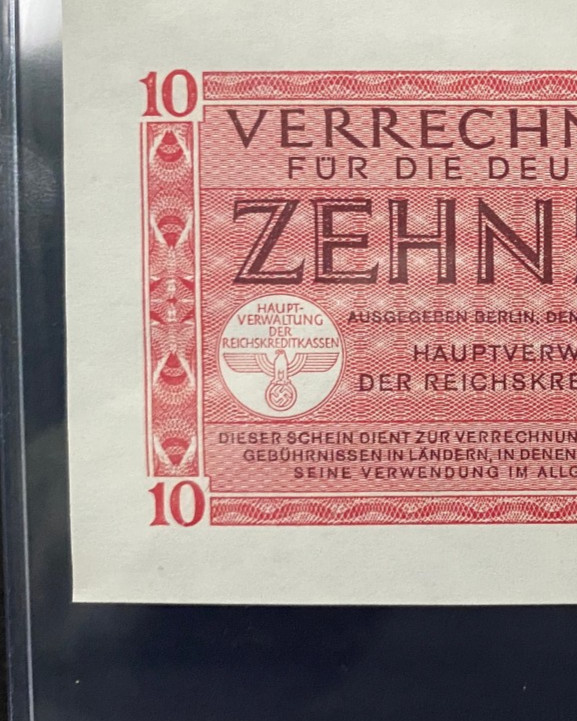 10
VERRECHN
FÜR DIE DEU
ZEHN
HAUPT-
VERWALTUNG
DER
REICHSKREDITKASSEN
AUSGEGEBEN BERLIN, DEN
HAUPTVERW
DER REICHSKRE
DIESER SCHEIN DIENT ZUR VERRECHNUN
GEBÜHRNISSEN IN LÄNDERN, IN DENEN
SEINE VERWENDUNG IM ALLG
10